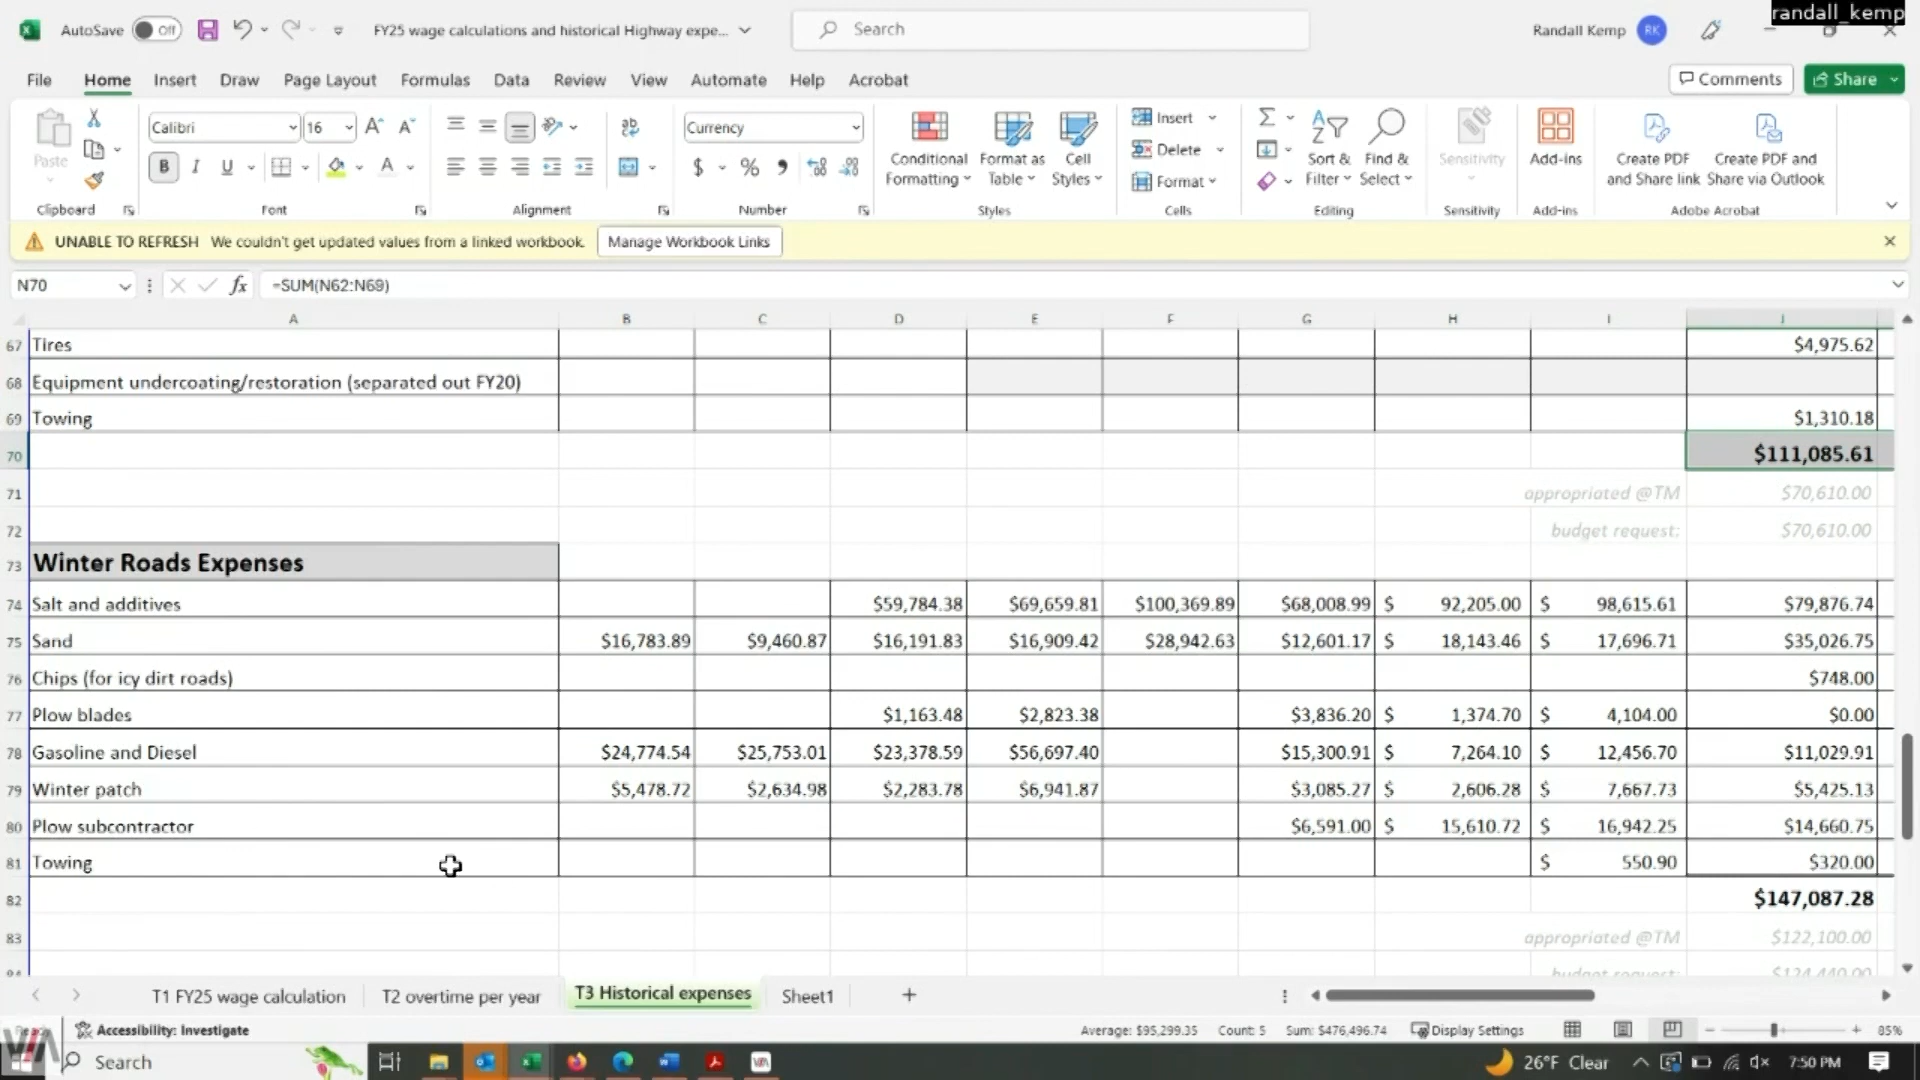 randall_kemp
AutoSave Off FY25 wage calculations and historical Highway expe... Search Randall Kemp RK
File Home Insert Draw Page Layout Formulas Data Review View Automate Help Acrobat Comments Share
Paste Calibri 16 Currency Insert Delete Format
B I U $ % Conditional Formatting Format as Table Cell Styles Sort & Filter Find & Select Sensitivity Add-ins Create PDF and Share link Create PDF and Share via Outlook
Clipboard Font Alignment Number Styles Cells Editing Sensitivity Add-ins Adobe Acrobat
UNABLE TO REFRESH We couldn't get updated values from a linked workbook. Manage Workbook Links
N70 fx =SUM(N62:N69)
A B C D E F G H I J
67 Tires $4,975.62
68 Equipment undercoating/restoration (separated out FY20)
69 Towing $1,310.18
70 $111,085.61
71 appropriated @TM $70,610.00
72 budget request: $70,610.00
73 Winter Roads Expenses
74 Salt and additives $59,784.38 $69,659.81 $100,369.89 $68,008.99 $ 92,205.00 $ 98,615.61 $79,876.74
75 Sand $16,783.89 $9,460.87 $16,191.83 $16,909.42 $28,942.63 $12,601.17 $ 18,143.46 $ 17,696.71 $35,026.75
76 Chips (for icy dirt roads) $748.00
77 Plow blades $1,163.48 $2,823.38 $3,836.20 $ 1,374.70 $ 4,104.00 $0.00
78 Gasoline and Diesel $24,774.54 $25,753.01 $23,378.59 $56,697.40 $15,300.91 $ 7,264.10 $ 12,456.70 $11,029.91
79 Winter patch $5,478.72 $2,634.98 $2,283.78 $6,941.87 $3,085.27 $ 2,606.28 $ 7,667.73 $5,425.13
80 Plow subcontractor $6,591.00 $ 15,610.72 $ 16,942.25 $14,660.75
81 Towing $ 550.90 $320.00
82 $147,087.28
83 appropriated @TM $122,100.00
84 budget request: $124,440.00
T1 FY25 wage calculation T2 overtime per year T3 Historical expenses Sheet1
Accessibility: Investigate Average: $95,299.35 Count: 5 Sum: $476,496.74 Display Settings 85%
Search 26°F Clear 7:50 PM